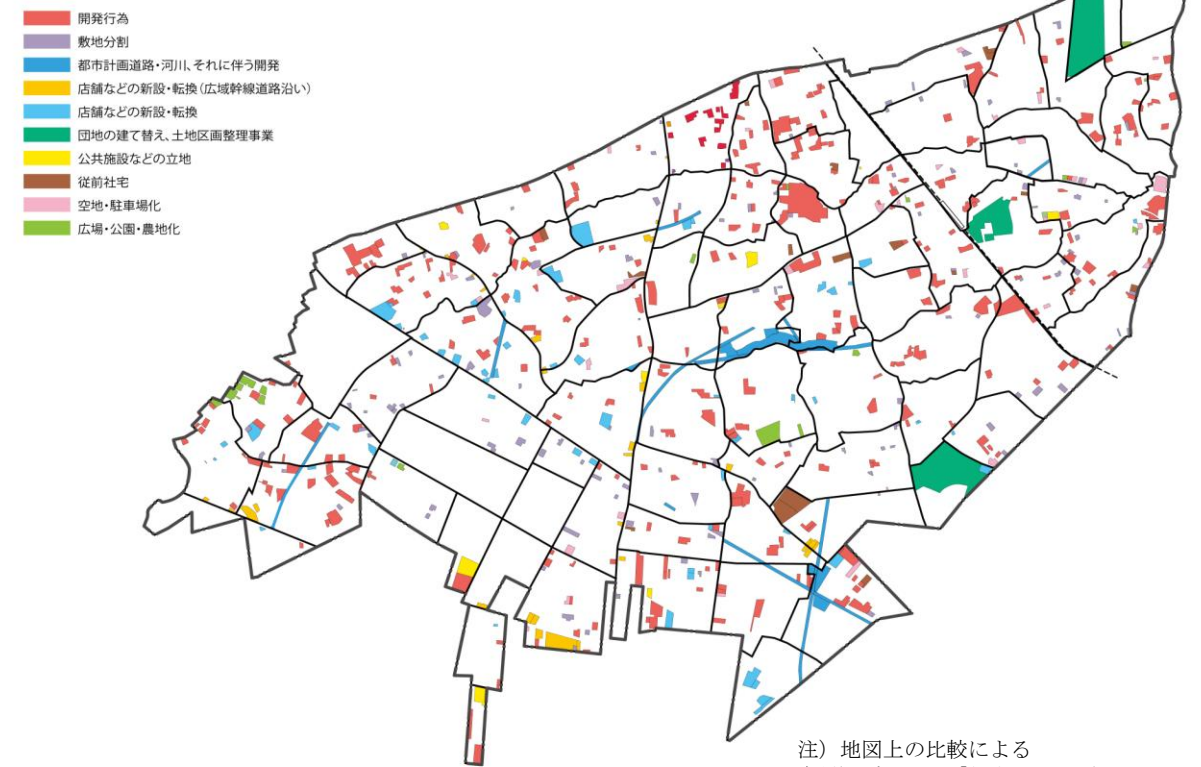 開発行為
敷地分割
都市計画道路・河川、それに伴う開発
店舗などの新設・転換(広域幹線道路沿い)
店舗などの新設・転換
団地の建て替え、土地区画整理事業
公共施設などの立地
従前社宅
空地・駐車場化
広場・公園・農地化
注）地図上の比較による